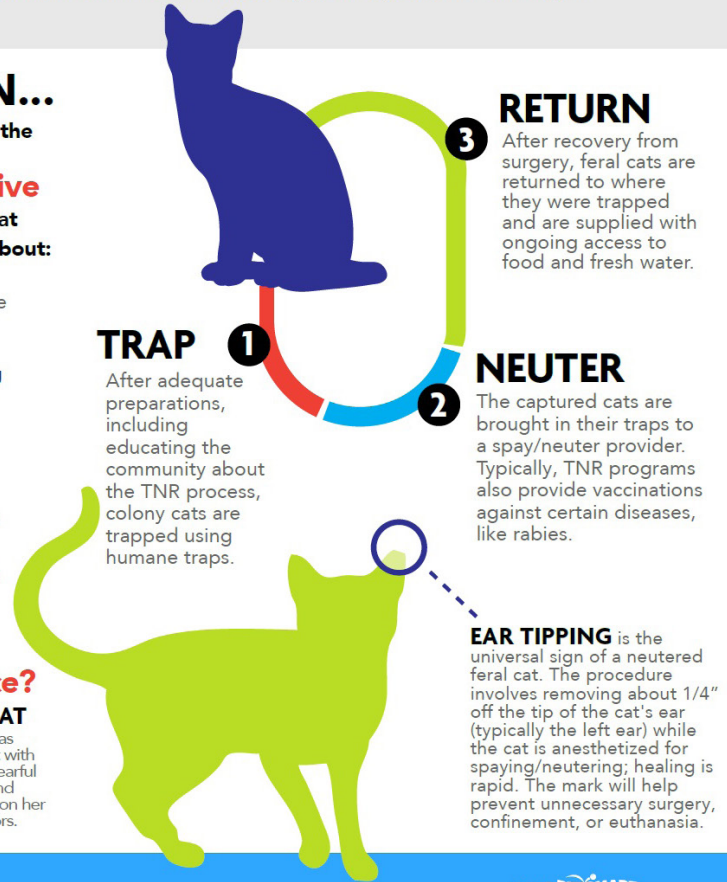 N...
the
ive
at
bout:
e
g
e?
AT
as
with
earful
nd
on her
rs.
3
RETURN
After recovery from
surgery, feral cats are
returned to where
they were trapped
and are supplied with
ongoing access to
food and fresh water.
TRAP
1
After adequate
preparations,
including
educating the
community about
the TNR process,
colony cats are
trapped using
humane traps.
2
NEUTER
The captured cats are
brought in their traps to
a spay/neuter provider.
Typically, TNR programs
also provide vaccinations
against certain diseases,
like rabies.
EAR TIPPING is the
universal sign of a neutered
feral cat. The procedure
involves removing about 1/4"
off the tip of the cat's ear
(typically the left ear) while
the cat is anesthetized for
spaying/neutering; healing is
rapid. The mark will help
prevent unnecessary surgery,
confinement, or euthanasia.